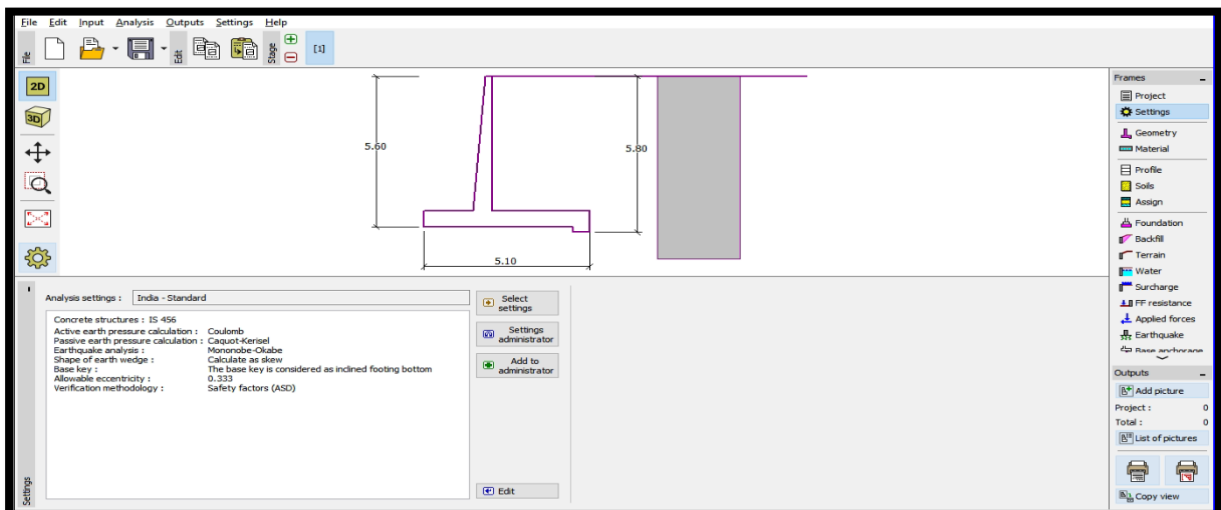 File Edit Input Analysis Outputs Settings Help
File
Edit
Stage
[1]
2D
3D
5.60
5.80
5.10
Analysis settings : India - Standard
Concrete structures : IS 456
Active earth pressure calculation : Coulomb
Passive earth pressure calculation : Caquot-Kerisel
Earthquake analysis : Mononobe-Okabe
Shape of earth wedge : Calculate as skew
Base key : The base key is considered as inclined footing bottom
Allowable eccentricity : 0.333
Verification methodology : Safety factors (ASD)
Select
settings
Settings
administrator
Add to
administrator
Edit
Settings
Frames
Project
Settings
Geometry
Material
Profile
Soils
Assign
Foundation
Backfill
Terrain
Water
Surcharge
FF resistance
Applied forces
Earthquake
Base anchorage
Outputs
Add picture
Project : 0
Total : 0
List of pictures
Copy view